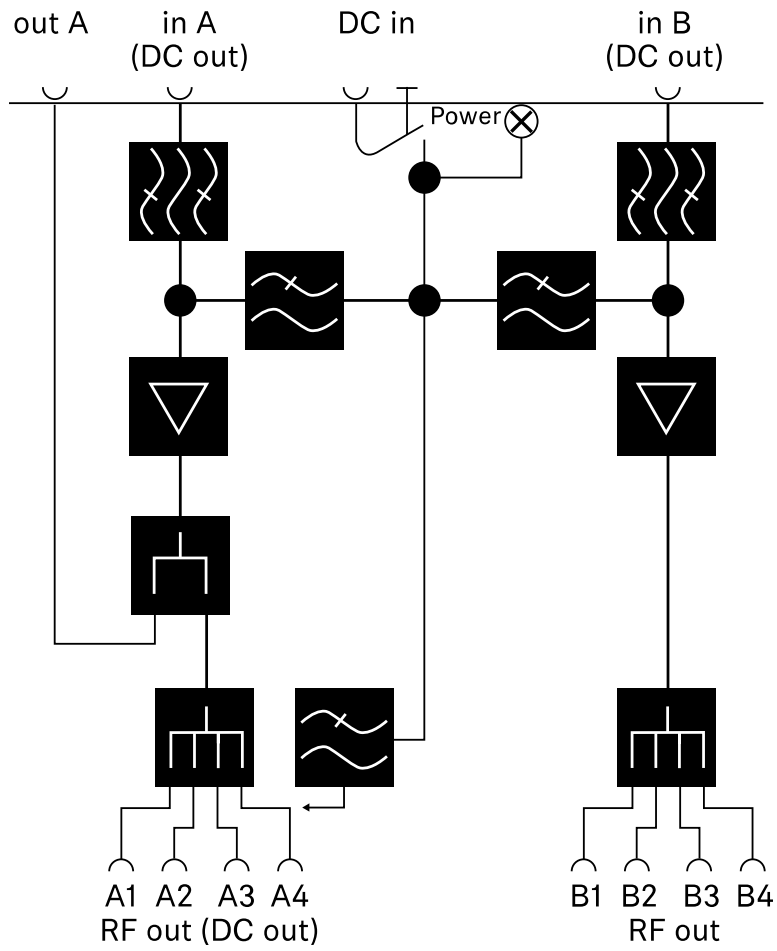 out A in A DC in in B
(DC out) (DC out)
Power
A1 A2 A3 A4 B1 B2 B3 B4
RF out (DC out) RF out